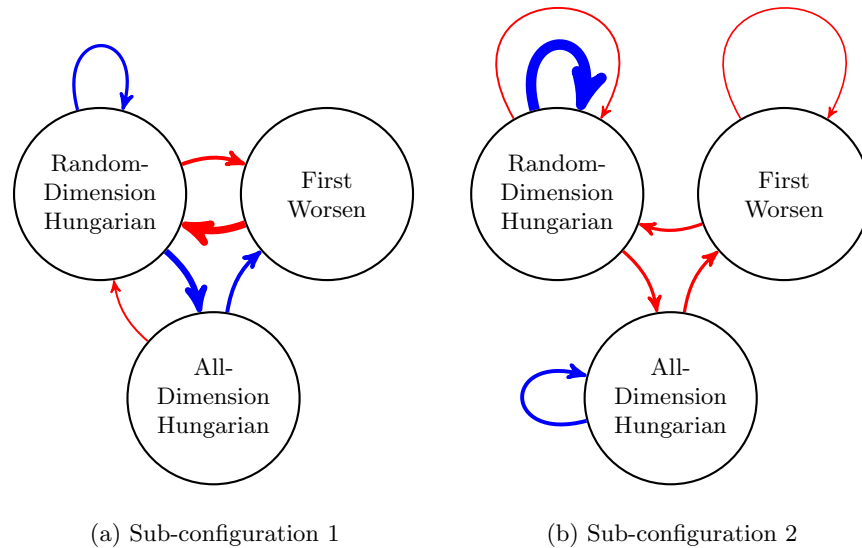 Random-
Dimension
Hungarian
First
Worsen
All-
Dimension
Hungarian
(a) Sub-configuration 1
Random-
Dimension
Hungarian
First
Worsen
All-
Dimension
Hungarian
(b) Sub-configuration 2